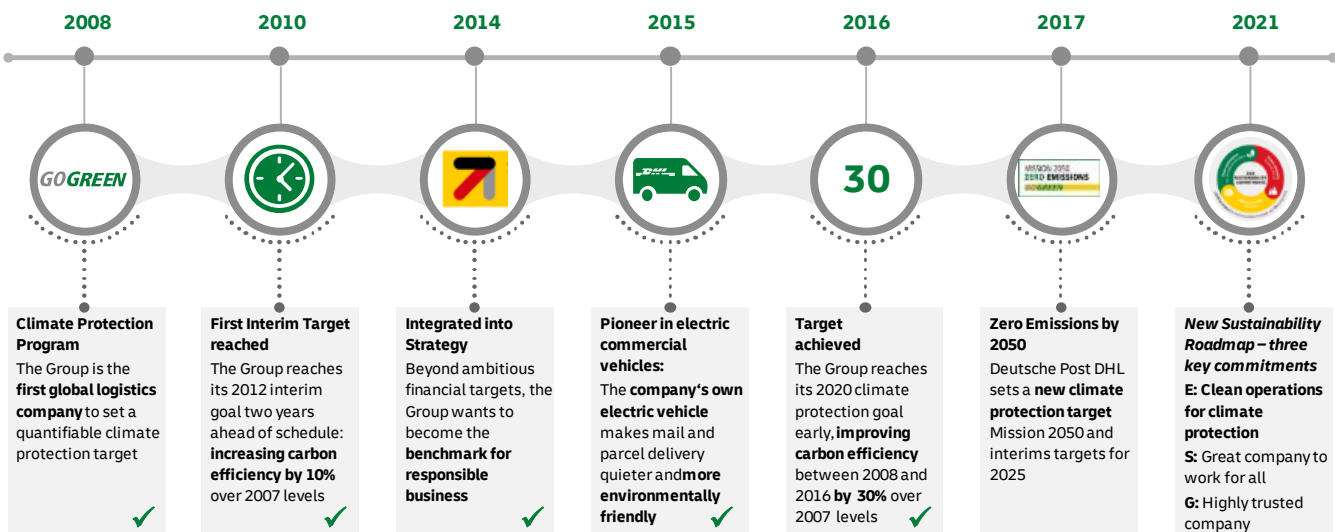 2008
2010
2014
2015
2016
2017
2021
GOGREEN
DHL
30
MISSION 2050
ZERO EMISSIONS
GOGREEN
Climate Protection
Program
The Group is the
first global logistics
company to set a
quantifiable climate
protection target
First Interim Target
reached
The Group reaches
its 2012 interim
goal two years
ahead of schedule:
increasing carbon
efficiency by 10%
over 2007 levels
Integrated into
Strategy
Beyond ambitious
financial targets, the
Group wants to
become the
benchmark for
responsible
business
Pioneer in electric
commercial
vehicles:
The company‘s own
electric vehicle
makes mail and
parcel delivery
quieter andmore
environmentally
friendly
Target
achieved
The Group reaches
its 2020 climate
protection goal
early, improving
carbon efficiency
between 2008 and
2016 by 30% over
2007 levels
Zero Emissions by
2050
Deutsche Post DHL
sets a new climate
protection target
Mission 2050 and
interims targets for
2025
New Sustainability
Roadmap – three
key commitments
E: Clean operations
for climate
protection
S: Great company to
work for all
G: Highly trusted
company